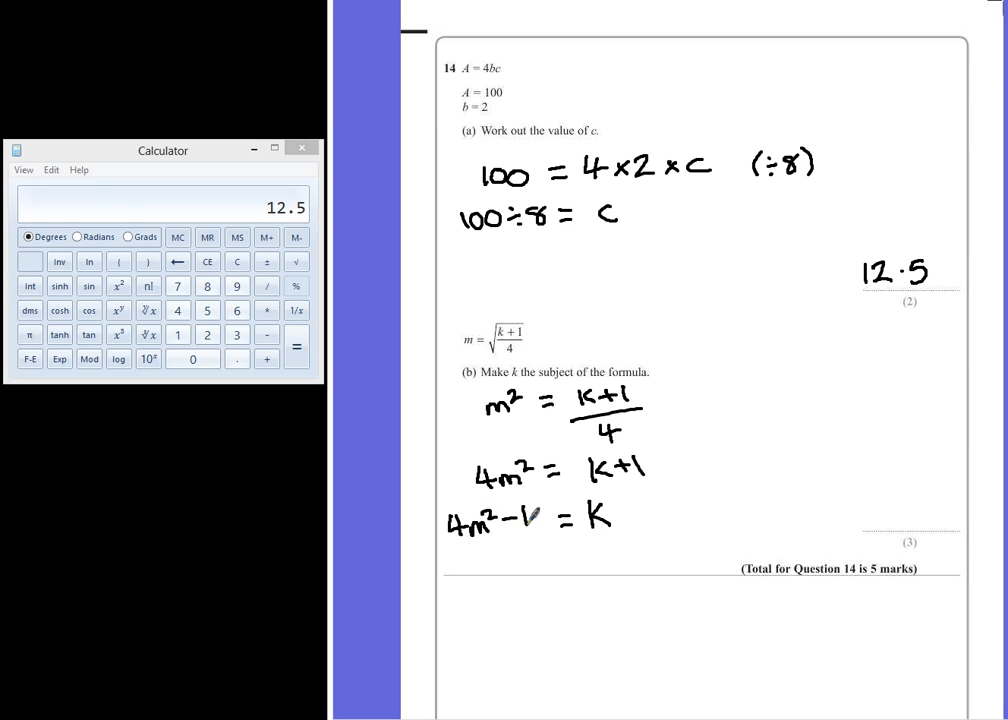 14 A = 4bc
A = 100
b = 2
(a) Work out the value of c.
100 = 4 × 2 × c (÷8)
100÷8 = c
12.5
(2)
m = √((k + 1)/4)
(b) Make k the subject of the formula.
m² = k+1
4
4m² = k+1
4m² - 1 = k
(3)
(Total for Question 14 is 5 marks)
Calculator
View Edit Help
12.5
Degrees Radians Grads MC MR MS M+ M-
Inv ln ( ) ← CE C ± √
Int sinh sin x² n! 7 8 9 / %
dms cosh cos xʸ ʸ√x 4 5 6 * 1/x
π tanh tan x³ ³√x 1 2 3 - =
F-E Exp Mod log 10ˣ 0 . +